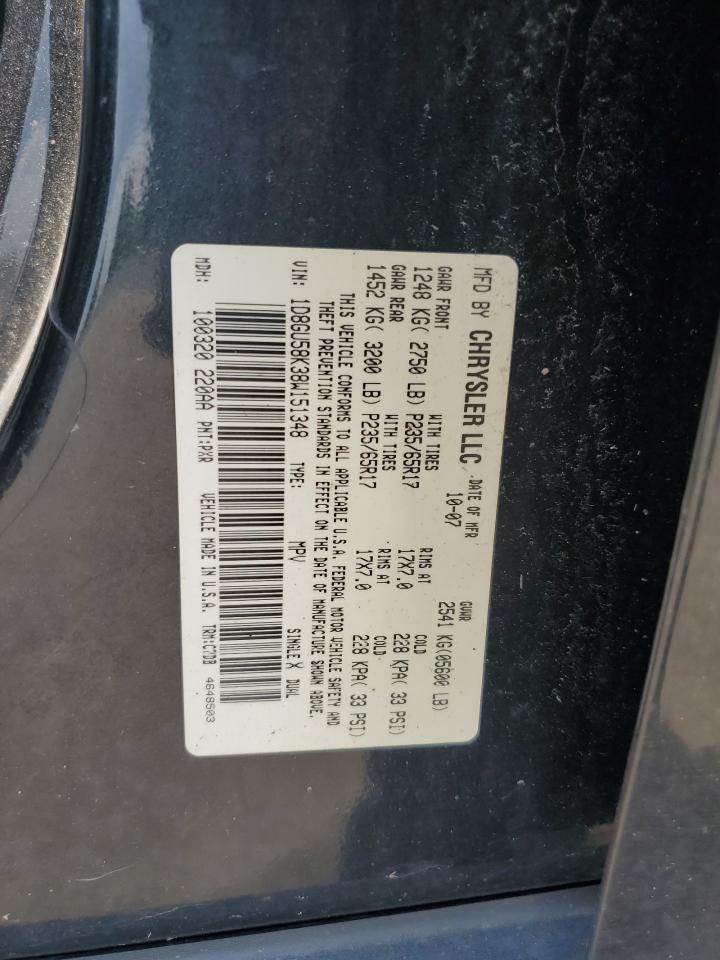 MFD BY CHRYSLER LLC DATE OF MFR GVWR
10-07 2541 KG(05600 LB)
GAWR FRONT WITH TIRES RIMS AT COLD
1248 KG( 2750 LB) P235/65R17 17X7.0 228 KPA( 33 PSI)
GAWR REAR WITH TIRES RIMS AT COLD
1452 KG( 3200 LB) P235/65R17 17X7.0 228 KPA( 33 PSI)
THIS VEHICLE CONFORMS TO ALL APPLICABLE U.S.A. FEDERAL MOTOR VEHICLE SAFETY AND
THEFT PREVENTION STANDARDS IN EFFECT ON THE DATE OF MANUFACTURE SHOWN ABOVE.
VIN: 1D8GU58K38W151348 TYPE: MPV SINGLE X DUAL
MDH: 100320 220AA PNT:PXR VEHICLE MADE IN U.S.A. TRM:C7DB 4648503